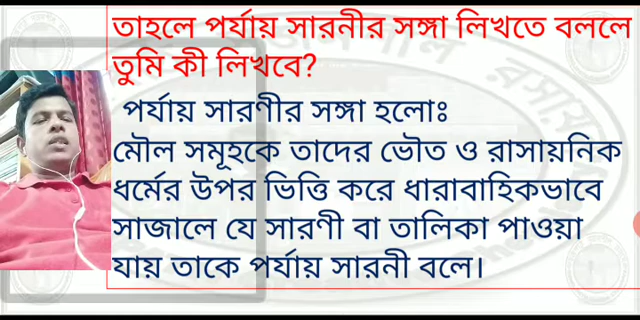 তাহলে পর্যায় সারনীর সঙ্গা লিখতে বললে
তুমি কী লিখবে?
পর্যায় সারণীর সঙ্গা হলোঃ
মৌল সমূহকে তাদের ভৌত ও রাসায়নিক
ধর্মের উপর ভিত্তি করে ধারাবাহিকভাবে
সাজালে যে সারণী বা তালিকা পাওয়া
যায় তাকে পর্যায় সারনী বলে।